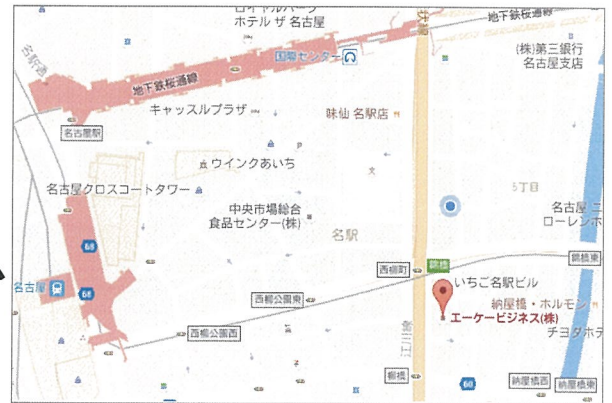 ロイヤルパーク
ホテル ザ 名古屋
地下鉄桜通線
名駅通
国際センター
(株)第三銀行
名古屋支店
地下鉄桜通線
キャッスルプラザ
味仙 名駅店
名古屋駅
ウインクあいち
5丁目
名古屋クロスコートタワー
中央市場総合
食品センター(株)
名駅
ローレンホ
68
西柳町
錦橋
錦橋東
いちご名駅ビル
名古屋
68
西柳公園東
納屋橋・ホルモン
エーケービジネス(株)
西柳公園西
チヨダホテ
柳橋
60
納屋橋西
納屋橋東